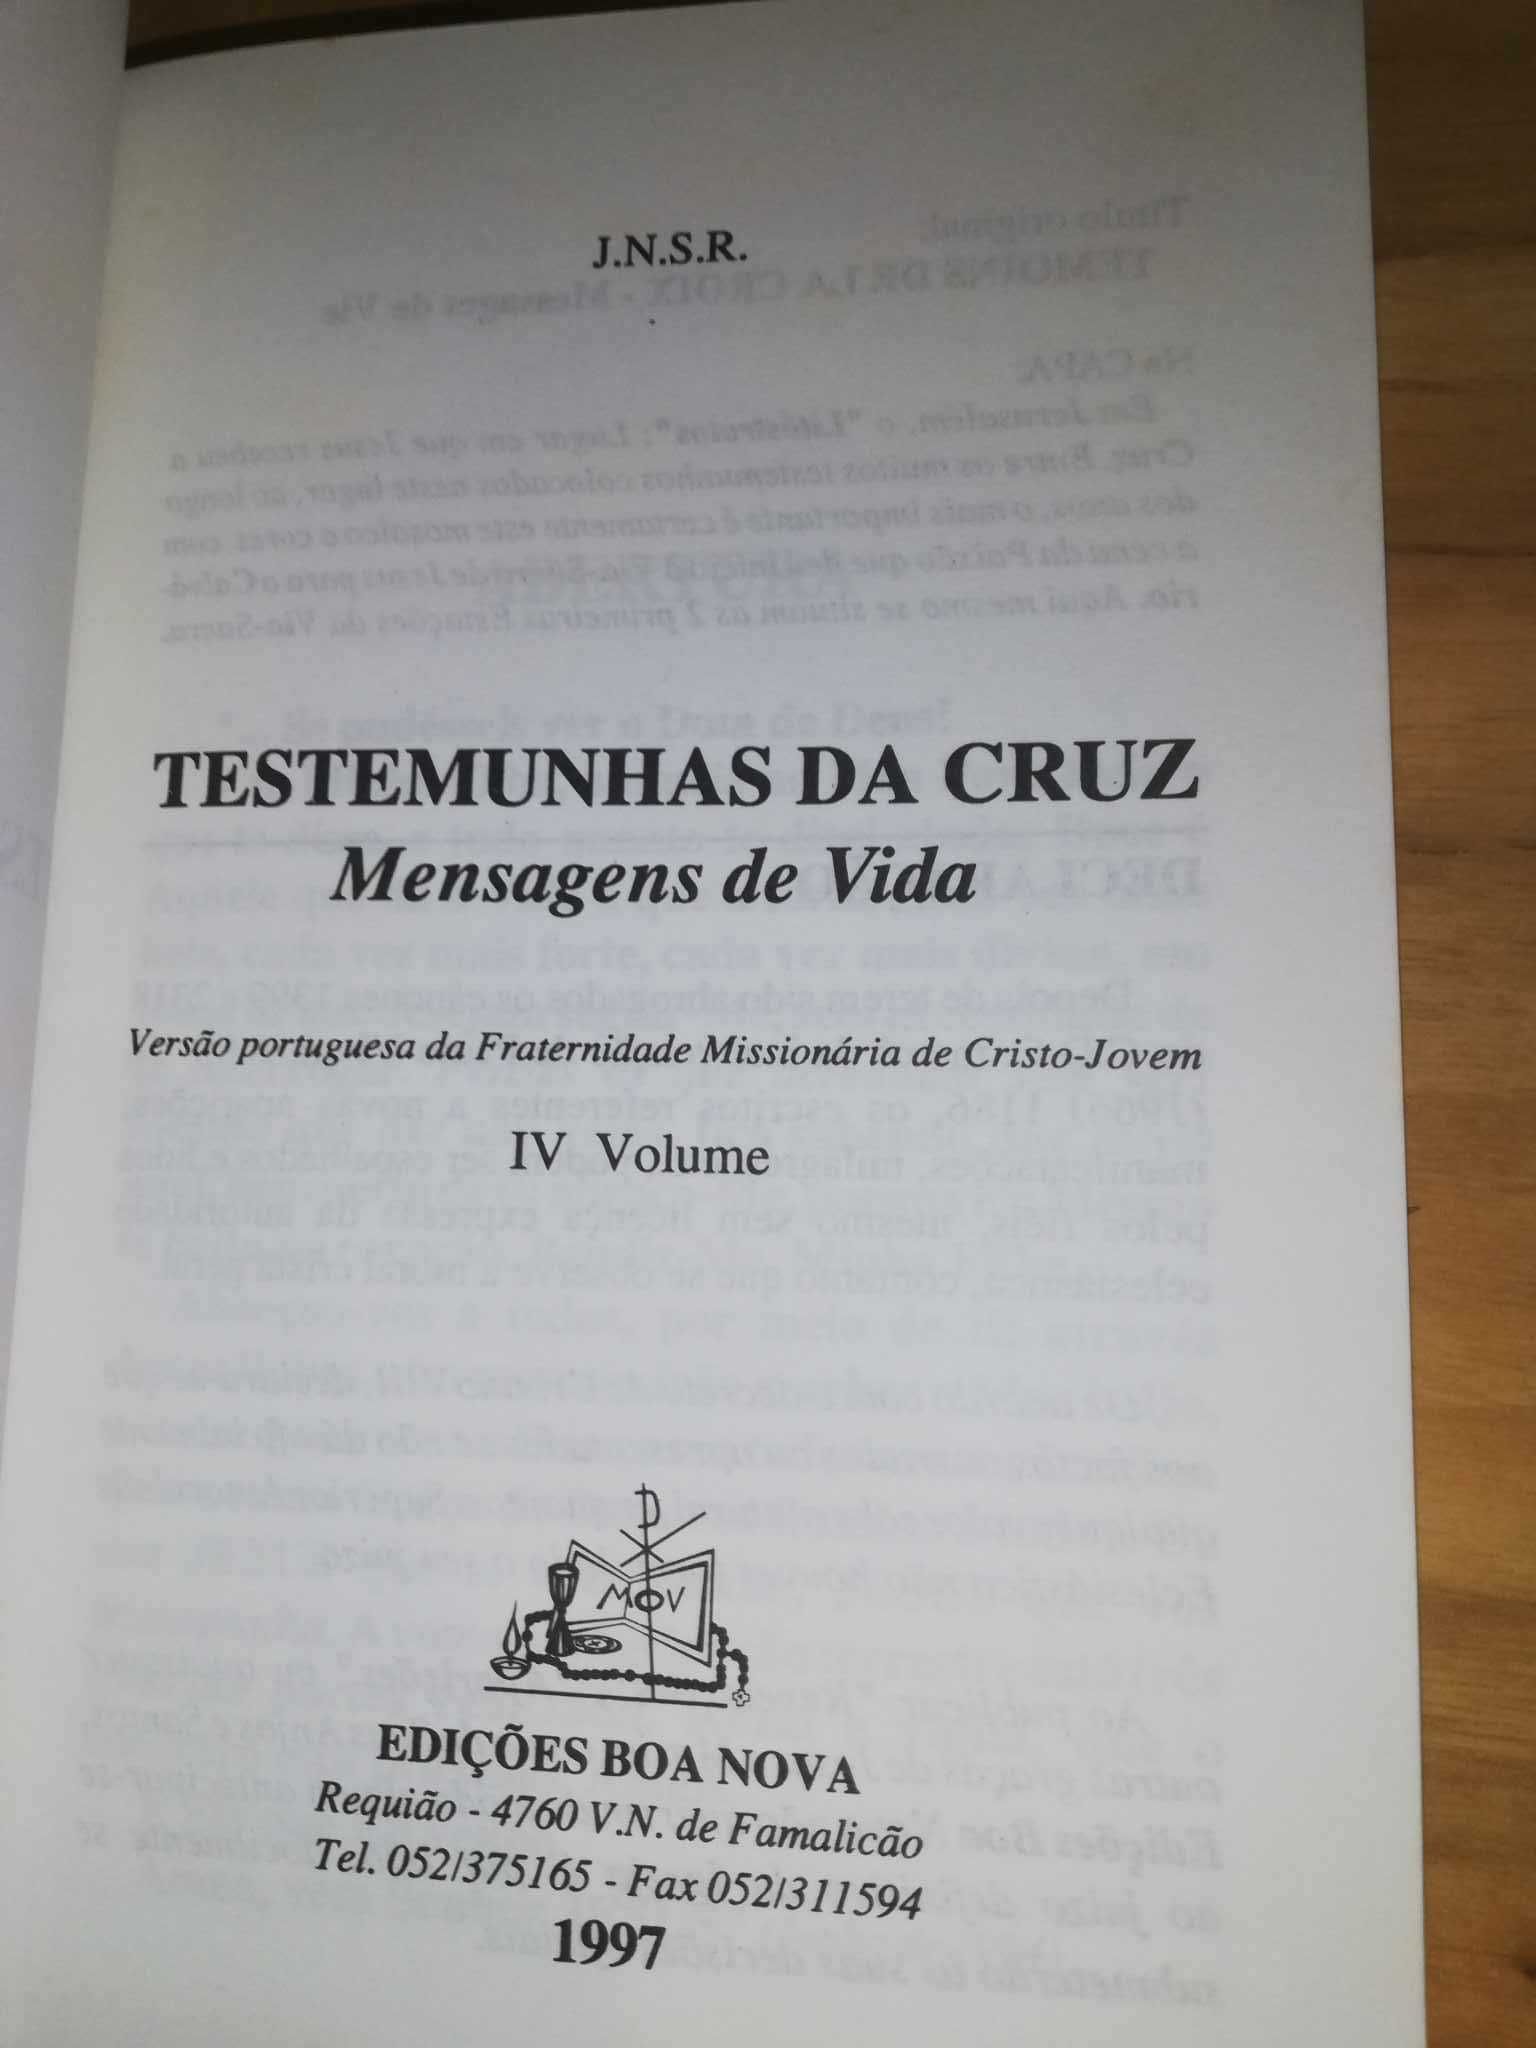 J.N.S.R.
TESTEMUNHAS DA CRUZ
Mensagens de Vida
Versão portuguesa da Fraternidade Missionária de Cristo-Jovem
IV Volume
MOV
EDIÇÕES BOA NOVA
Requião - 4760 V.N. de Famalicão
Tel. 052/375165 - Fax 052/311594
1997